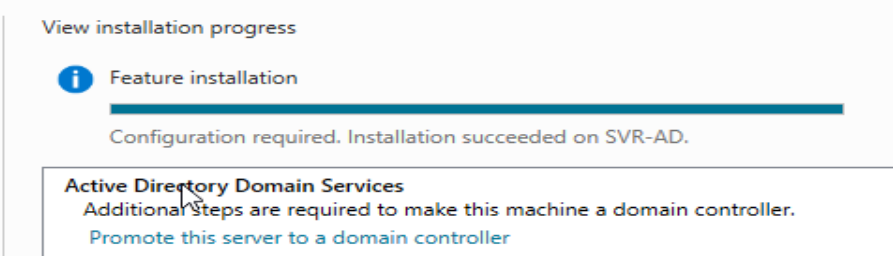 View installation progress
Feature installation
Configuration required. Installation succeeded on SVR-AD.
Active Directory Domain Services
Additional steps are required to make this machine a domain controller.
Promote this server to a domain controller